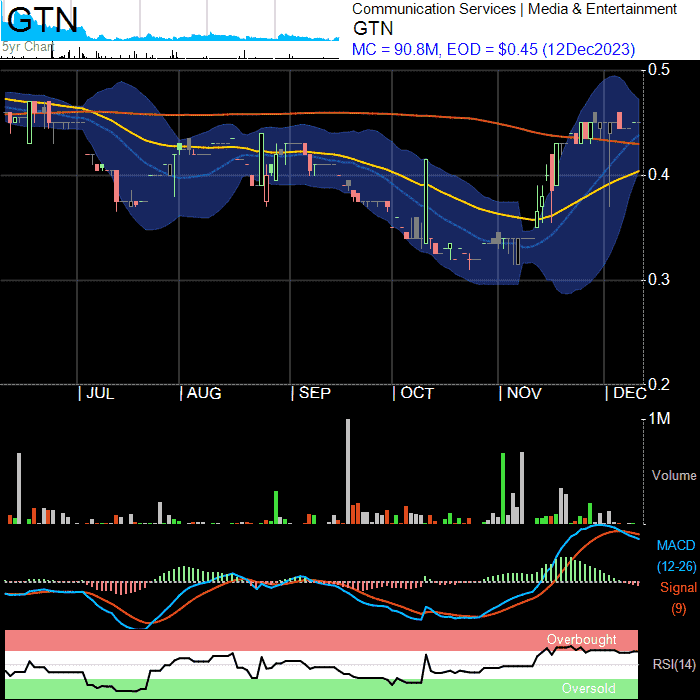 GTN
5yr Chart
Communication Services | Media & Entertainment
GTN
MC = 90.8M, EOD = $0.45 (12Dec2023)
0.5
0.4
0.3
0.2
| JUL | AUG | SEP | OCT | NOV | DEC
1M
Volume
MACD
(12-26)
Signal
(9)
Overbought
RSI(14)
Oversold